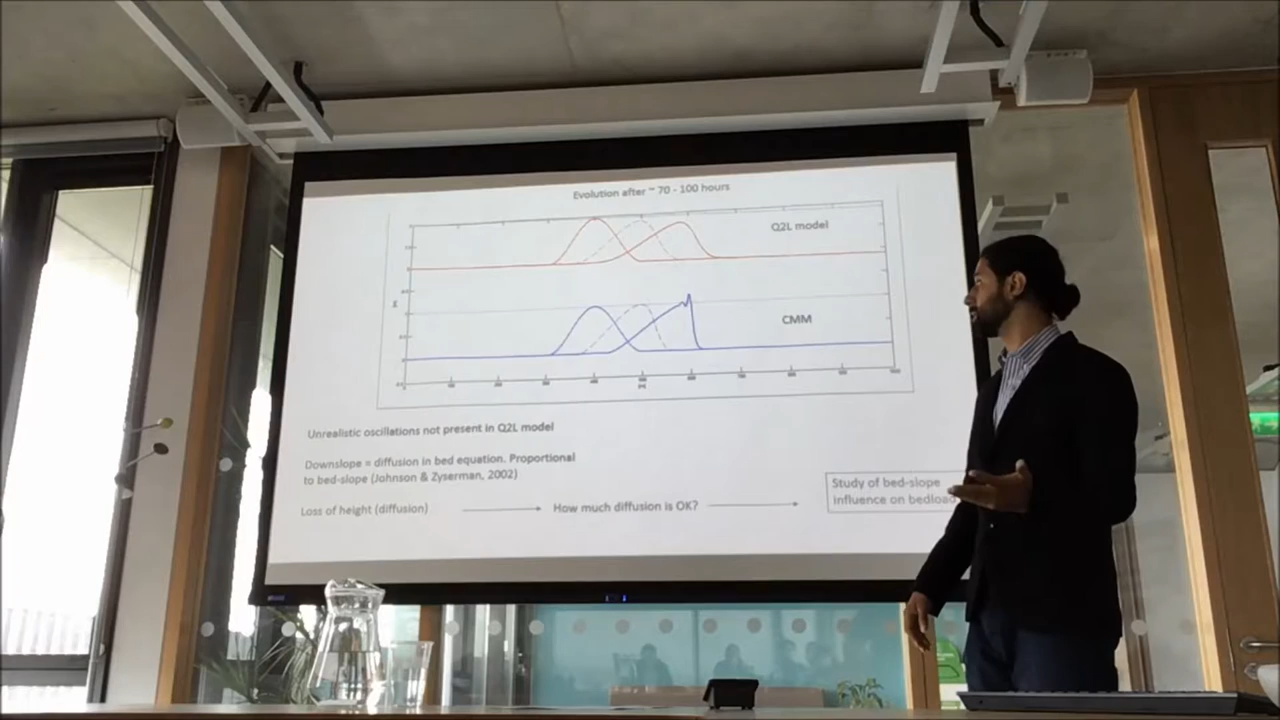 Evolution after ~ 70 - 100 hours
Q2L model
CMM
Unrealistic oscillations not present in Q2L model
Downslope = diffusion in bed equation. Proportional
to bed-slope (Johnson & Zyserman, 2002)
Loss of height (diffusion)
How much diffusion is OK?
Study of bed-slope
influence on bedload